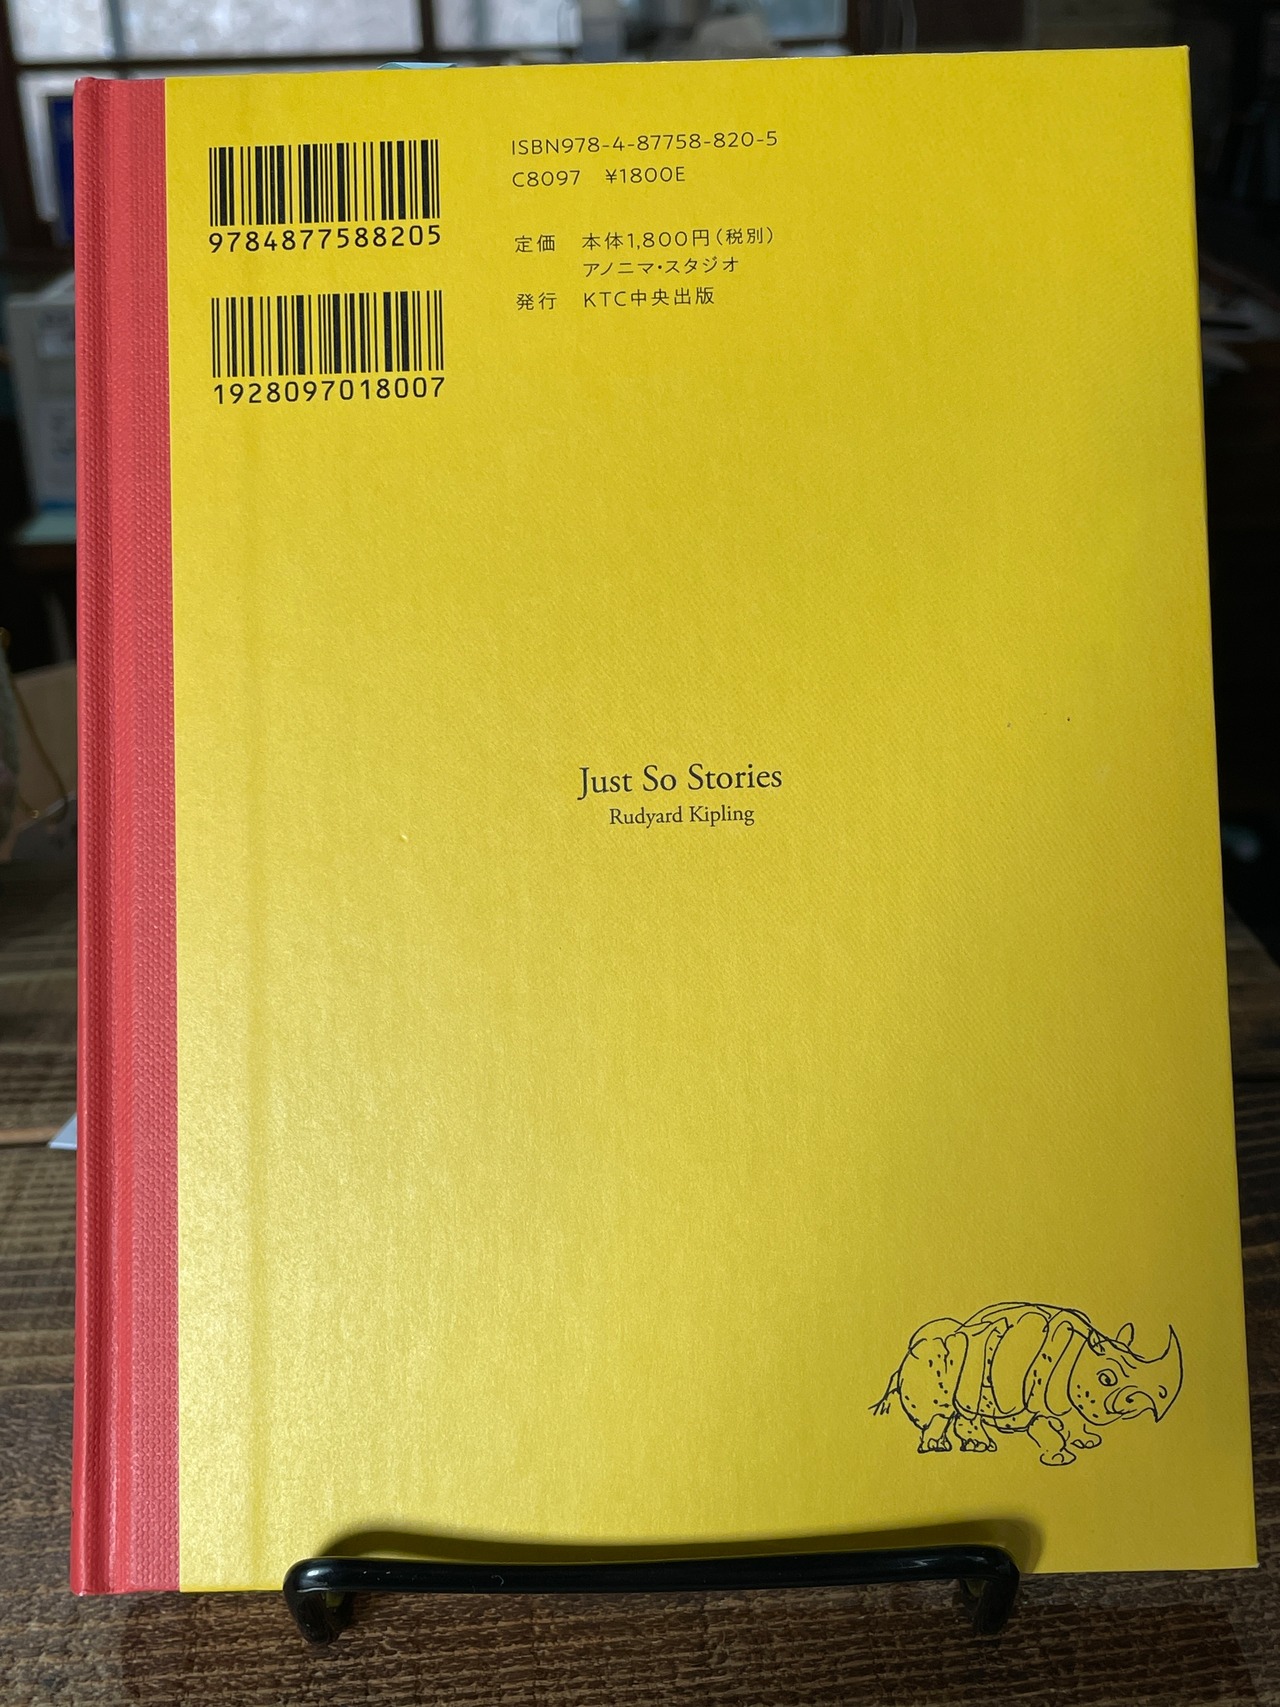 9784877588205
1928097018007
ISBN978-4-87758-820-5
C8097 ¥1800E
定価 本体1,800円(税別)
アノニマ・スタジオ
発行 KTC中央出版
Just So Stories
Rudyard Kipling